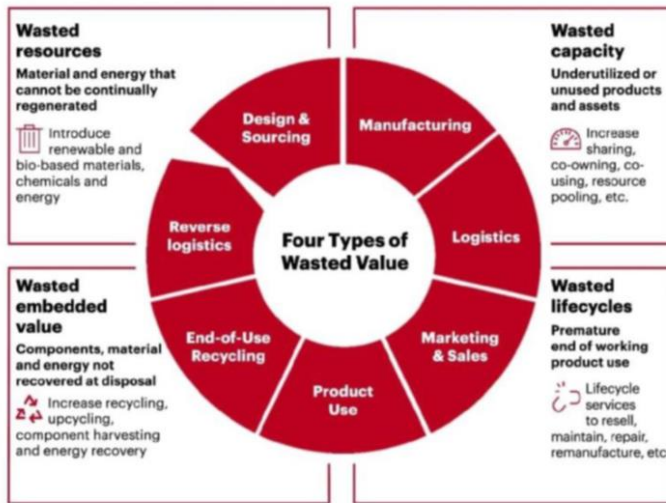 Wasted
resources
Material and energy that
cannot be continually
regenerated
Introduce
renewable and
bio-based materials,
chemicals and
energy
Wasted
capacity
Underutilized or
unused products
and assets
Increase
sharing,
co-owning, co-
using, resource
pooling, etc.
Design &
Sourcing
Manufacturing
Logistics
Marketing
& Sales
Product
Use
End-of-Use
Recycling
Reverse
logistics
Four Types of
Wasted Value
Wasted
embedded
value
Components, material
and energy not
recovered at disposal
Increase recycling,
upcycling,
component harvesting
and energy recovery
Wasted
lifecycles
Premature
end of working
product use
Lifecycle
services
to resell,
maintain, repair,
remanufacture, etc